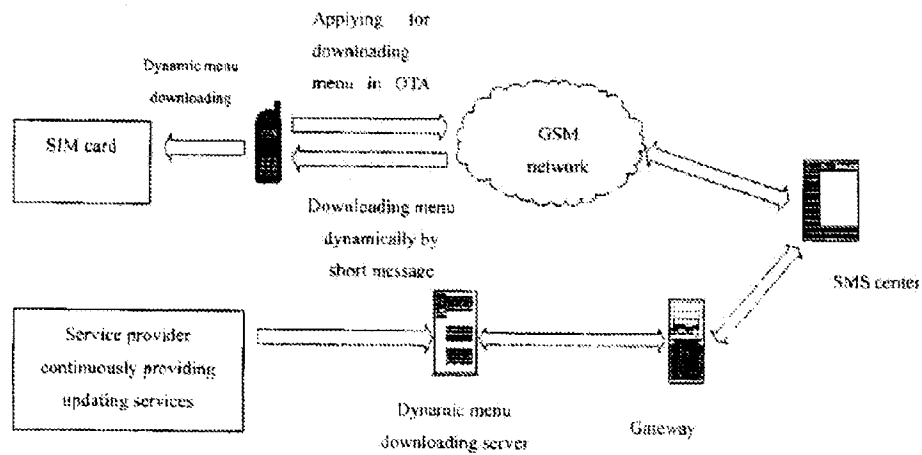 Applying for
downloading
menu in OTA
Dynamic menu
downloading
SIM card
GSM
network
Downloading menu
dynamically by
short message
SMS center
Service provider
continuously providing
updating services
Dynamic menu
downloading server
Gateway